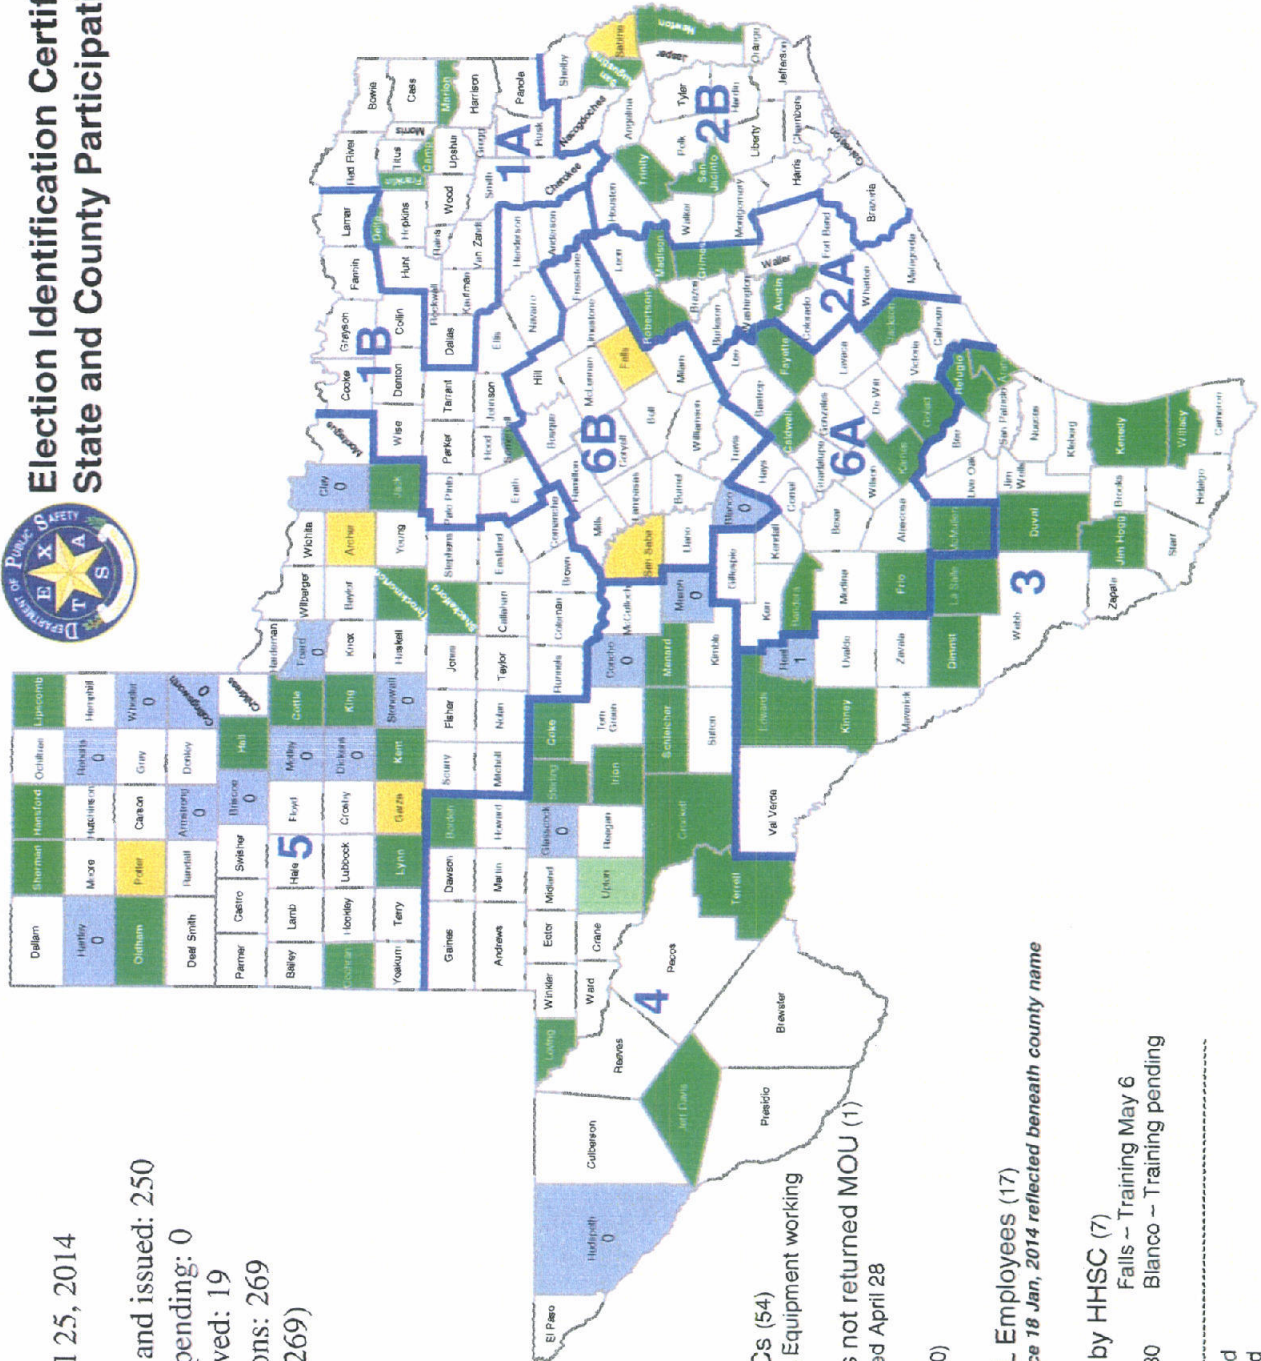 Election Identification Certif
State and County Participat
DEPARTMENT OF PUBLIC SAFETY
TEXAS
l 25, 2014
and issued: 250
pending: 0
ved: 19
ons: 269
269)
Cs (54)
Equipment working
s not returned MOU (1)
ed April 28
0)
L Employees (17)
ce 18 Jan, 2014 reflected beneath county name
by HHSC (7)
Falls – Training May 6
30
Blanco – Training pending
d
d
Dallam
Sherman
Hansford
Ochiltree
Lipscomb
Hartley
0
Moore
Hutchinson
Roberts
0
Hemphill
Oldham
Potter
Carson
Gray
Wheeler
0
Deaf Smith
Randall
Armstrong
0
Donley
Collingsworth
0
Parmer
Castro
Swisher
Briscoe
0
Hall
Childress
Bailey
Lamb
Hale
5
Floyd
Motley
0
Cottle
Hardeman
Foard
0
Wilbarger
Wichita
Clay
0
Montague
Cooke
Grayson
Fannin
Lamar
Red River
Bowie
Cochran
Hockley
Lubbock
Crosby
Dickens
0
King
Knox
Baylor
Archer
1B
Yoakum
Terry
Lynn
Garza
Kent
Stonewall
0
Haskell
Throckmorton
Young
Jack
Wise
Denton
Collin
Hunt
Delta
Hopkins
Franklin
Titus
Morris
Cass
Camp
Marion
Gaines
Dawson
Borden
Scurry
Fisher
Jones
Shackelford
Stephens
Palo Pinto
Parker
Tarrant
Dallas
Rockwall
Kaufman
Rains
Van Zandt
Wood
Upshur
Gregg
Harrison
Andrews
Martin
Howard
Mitchell
Nolan
Taylor
Callahan
Eastland
Erath
Hood
Somervell
Johnson
Ellis
Henderson
Smith
1A
Rusk
Panola
El Paso
Hudspeth
0
Culberson
Loving
Winkler
Ector
Midland
Glasscock
0
Sterling
Coke
Runnels
Coleman
Brown
Comanche
Hamilton
Bosque
Hill
Navarro
Freestone
Anderson
Cherokee
Nacogdoches
Shelby
Reeves
Ward
Crane
Upton
Reagan
Irion
Tom Green
Concho
0
McCulloch
San Saba
Mills
Lampasas
Coryell
6B
McLennan
Limestone
Falls
Leon
Houston
Trinity
Angelina
San Augustine
Sabine
Jeff Davis
4
Pecos
Crockett
Schleicher
Menard
Mason
0
Llano
Burnet
Bell
Milam
Robertson
Madison
Walker
San Jacinto
Polk
Tyler
Jasper
Newton
2B
Presidio
Brewster
Terrell
Sutton
Kimble
Gillespie
Blanco
0
Travis
Williamson
Lee
Burleson
Brazos
Grimes
Montgomery
Liberty
Hardin
Orange
Val Verde
Edwards
Real
1
Kerr
Kendall
Bandera
Hays
Comal
Caldwell
Bastrop
Fayette
Washington
Austin
Waller
Harris
Chambers
Jefferson
Kinney
Uvalde
Medina
Bexar
Guadalupe
Gonzales
6A
Lavaca
Colorado
2A
Fort Bend
Galveston
Brazoria
Maverick
Zavala
Frio
Atascosa
Wilson
Karnes
De Witt
Victoria
Jackson
Wharton
Matagorda
Dimmit
La Salle
McMullen
Live Oak
Bee
Goliad
Refugio
Calhoun
Webb
Duval
Jim Wells
San Patricio
Aransas
Nueces
3
Kleberg
Zapata
Jim Hogg
Brooks
Kenedy
Starr
Hidalgo
Willacy
Cameron